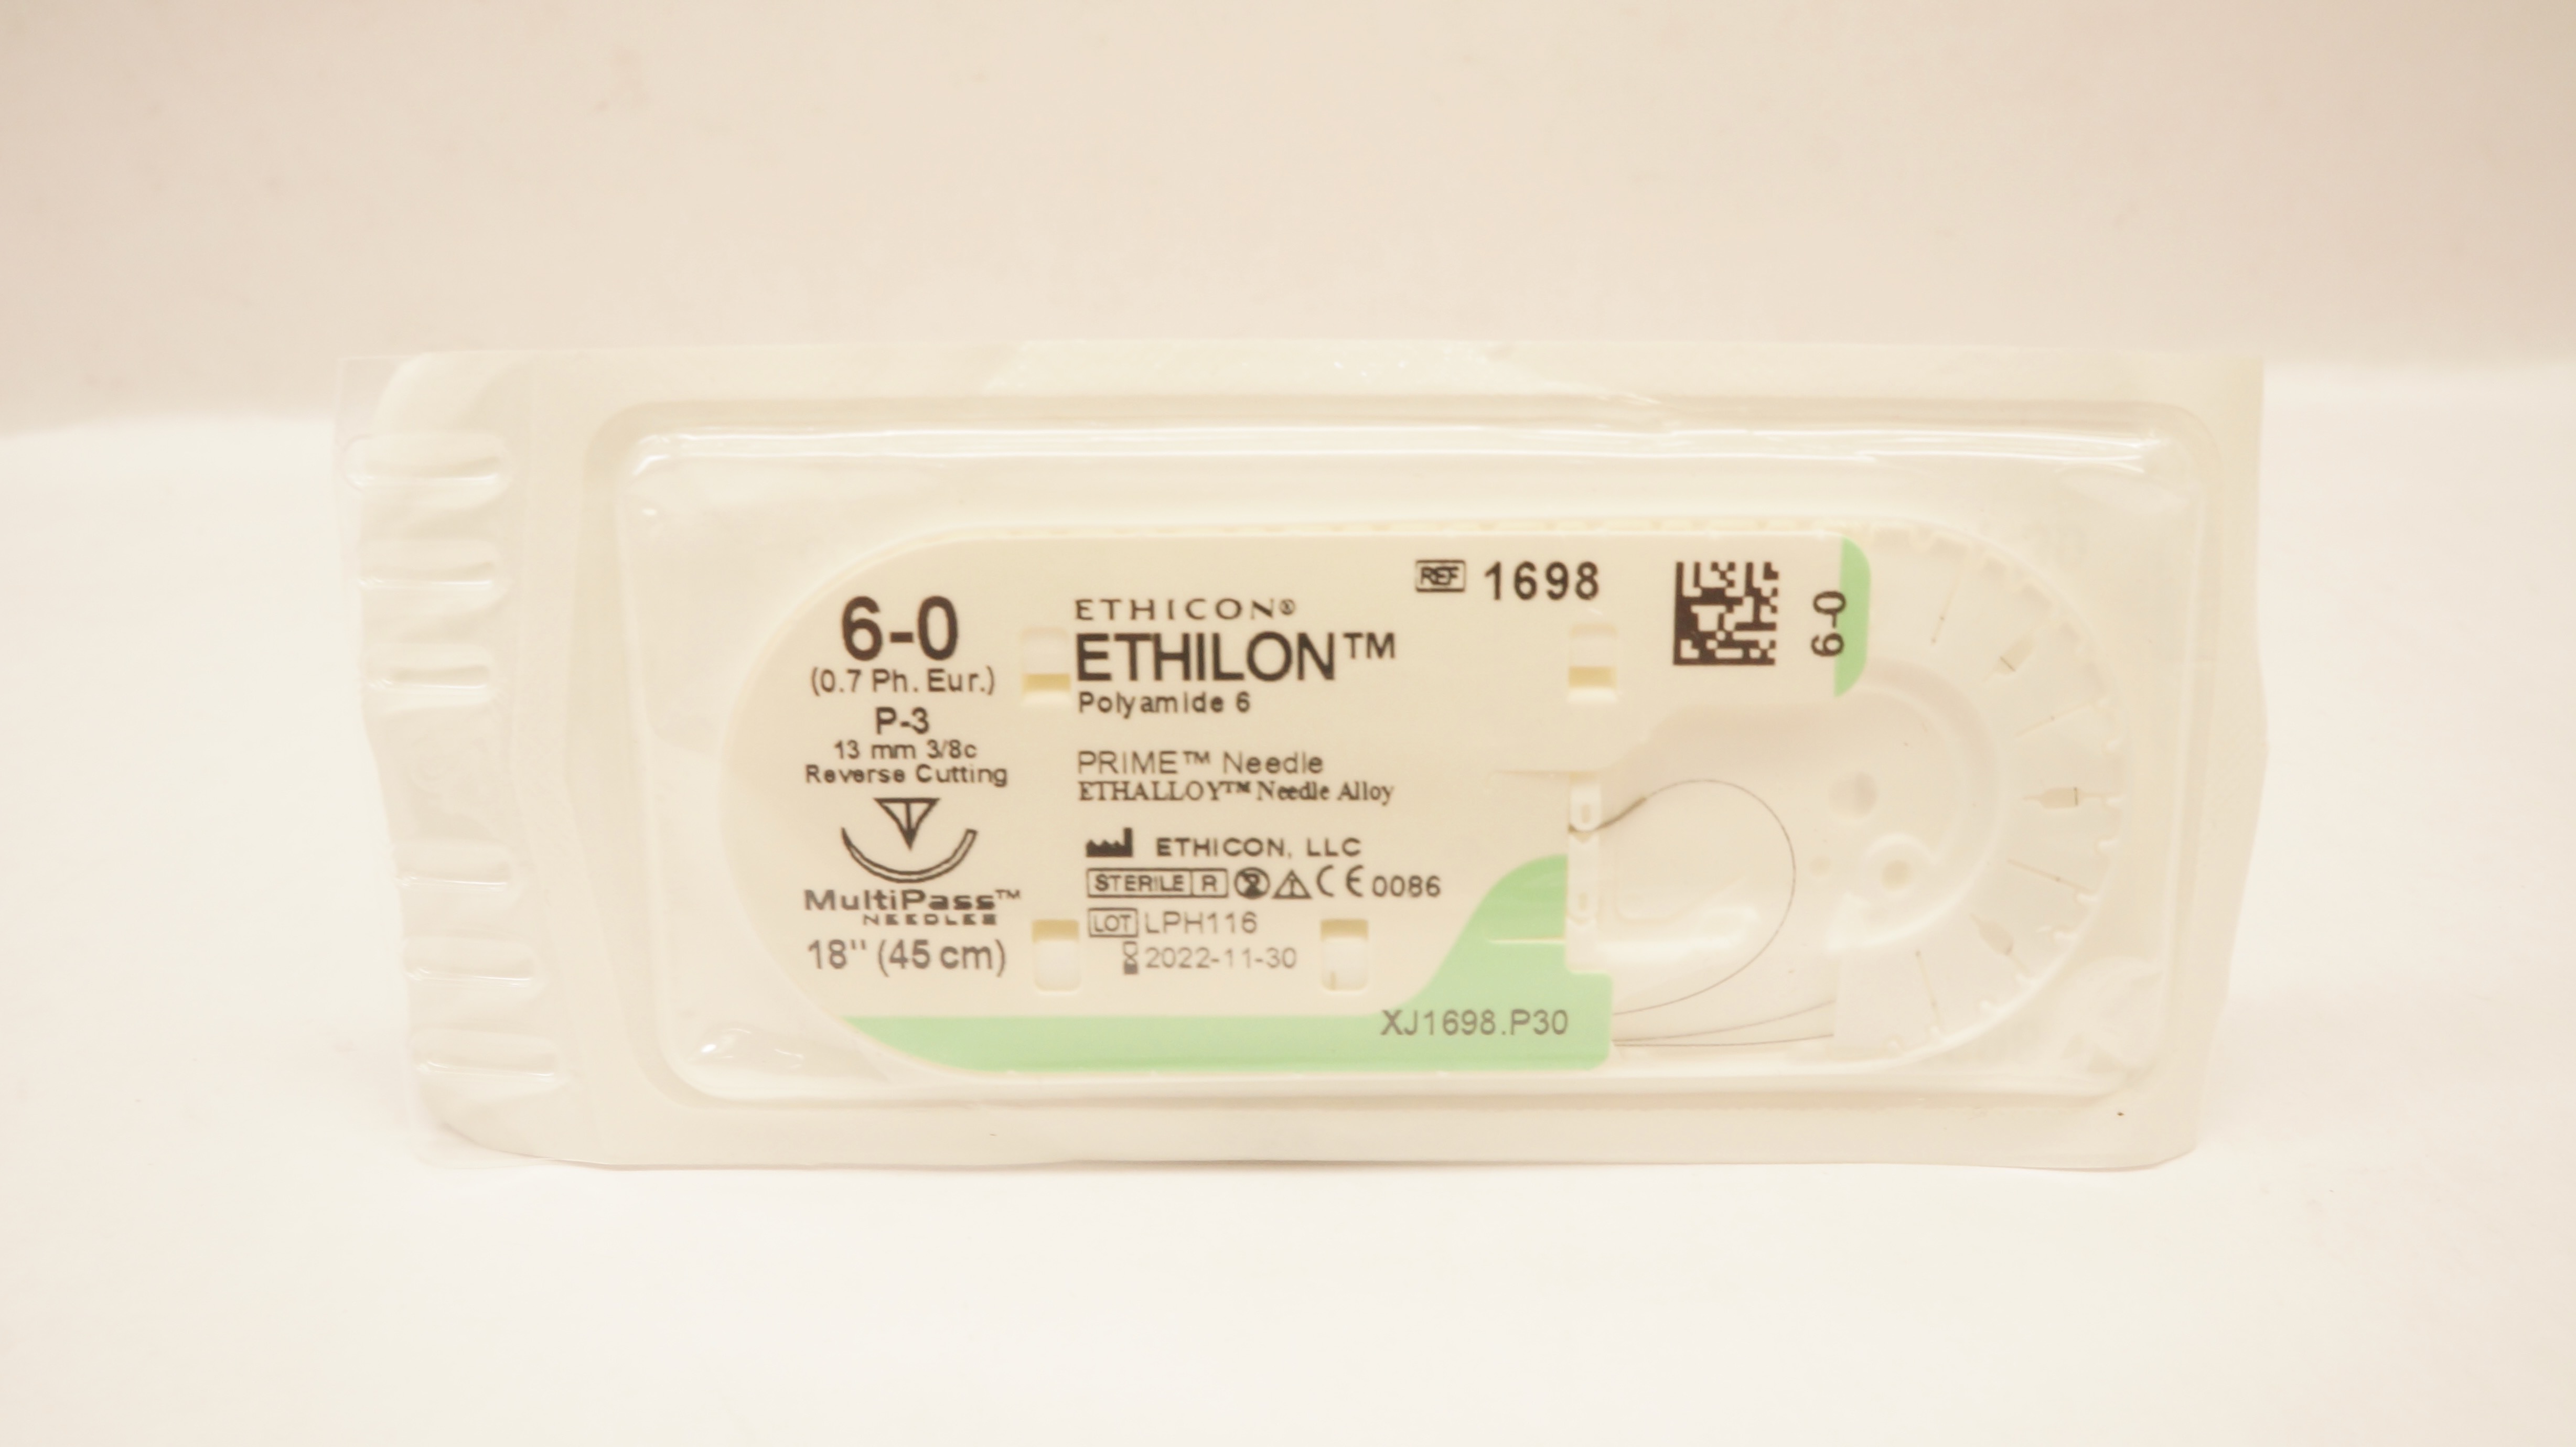 6-0
(0.7 Ph. Eur.)
P-3
13 mm 3/8c
Reverse Cutting
MultiPass™
NEEDLES
18" (45 cm)
ETHICON®
ETHILON™
Polyamide 6
PRIME™ Needle
ETHALLOY™ Needle Alloy
ETHICON, LLC
STERILE R 2 CE 0086
LOT LPH116
2022-11-30
REF 1698
6-0
XJ1698.P30